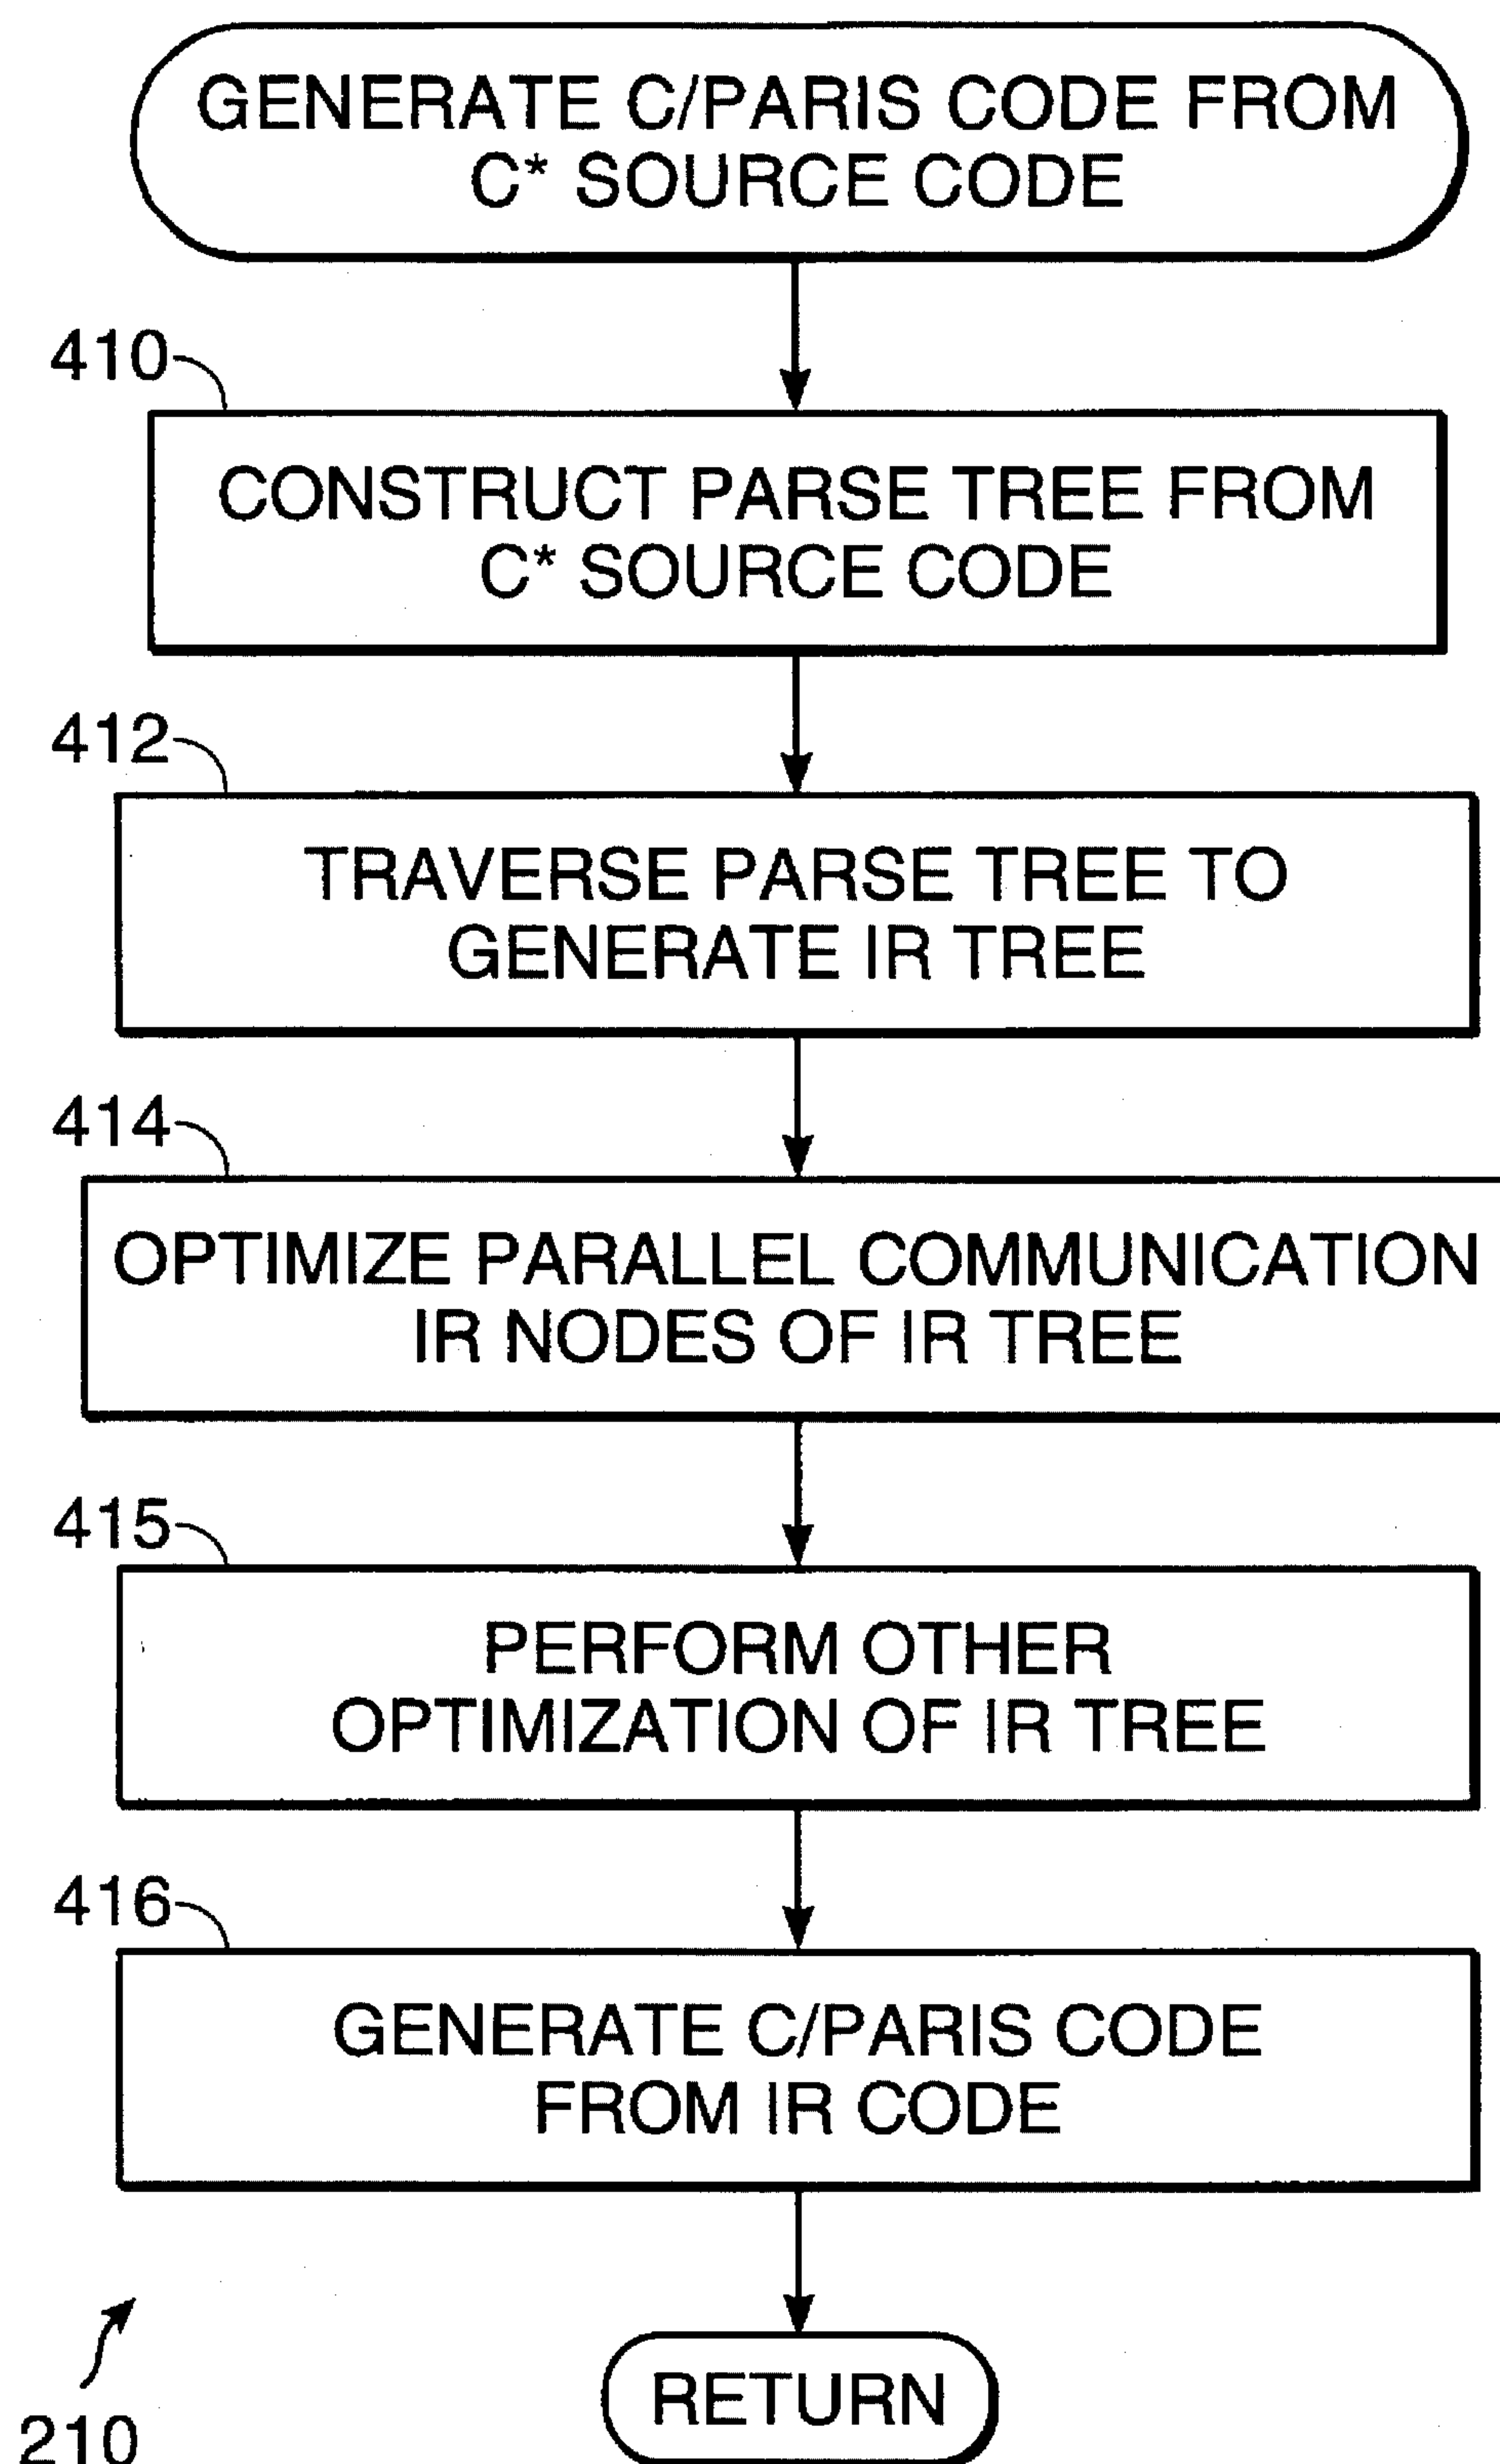 GENERATE C/PARIS CODE FROM
C* SOURCE CODE
410
CONSTRUCT PARSE TREE FROM
C* SOURCE CODE
412
TRAVERSE PARSE TREE TO
GENERATE IR TREE
414
OPTIMIZE PARALLEL COMMUNICATION
IR NODES OF IR TREE
415
PERFORM OTHER
OPTIMIZATION OF IR TREE
416
GENERATE C/PARIS CODE
FROM IR CODE
RETURN
210